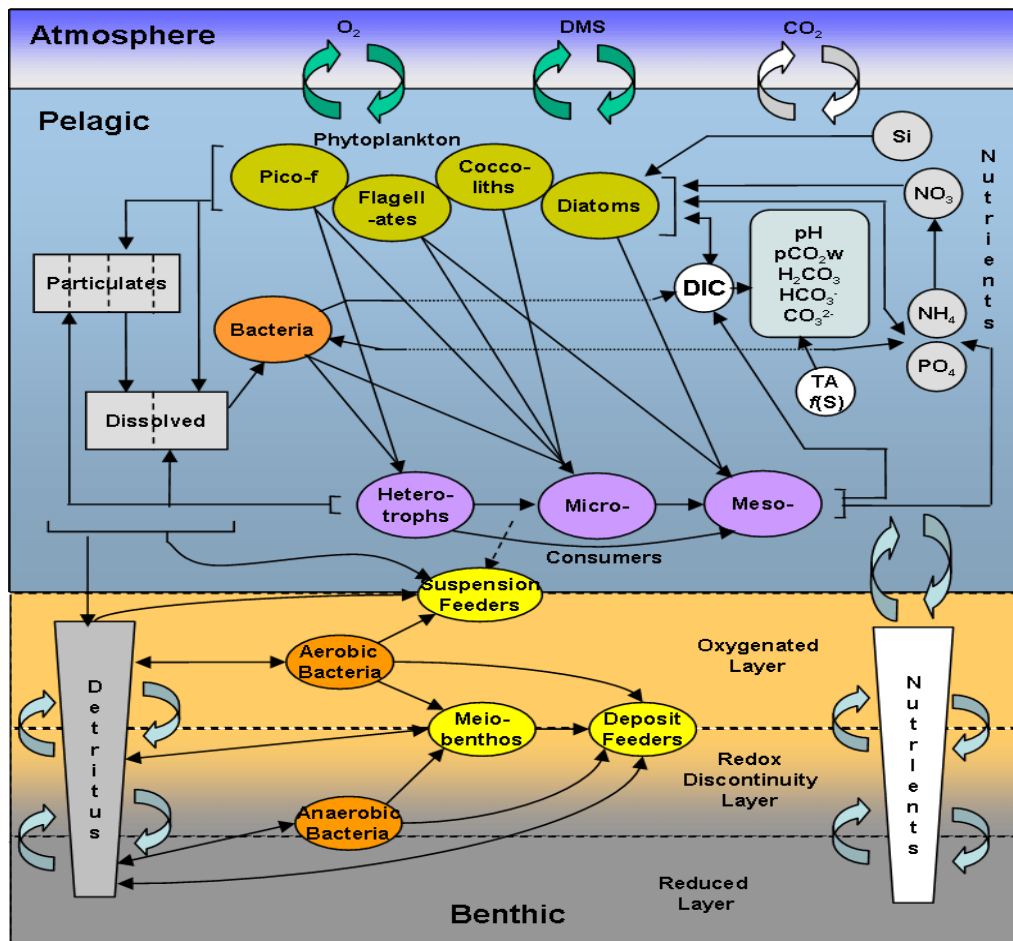 Atmosphere
O₂
DMS
CO₂
Pelagic
Phytoplankton
Pico-f
Flagell
-ates
Cocco-
liths
Diatoms
Si
NO₃
NH₄
PO₄
Nutrients
Particulates
Bacteria
Dissolved
DIC
pH
pCO₂w
H₂CO₃
HCO₃⁻
CO₃²⁻
TA
f(S)
Hetero-
trophs
Micro-
Meso-
Consumers
Suspension
Feeders
Aerobic
Bacteria
Oxygenated
Layer
Detritus
Meio-
benthos
Deposit
Feeders
NutrIents
Redox
Discontinuity
Layer
Anaerobic
Bacteria
Reduced
Layer
Benthic